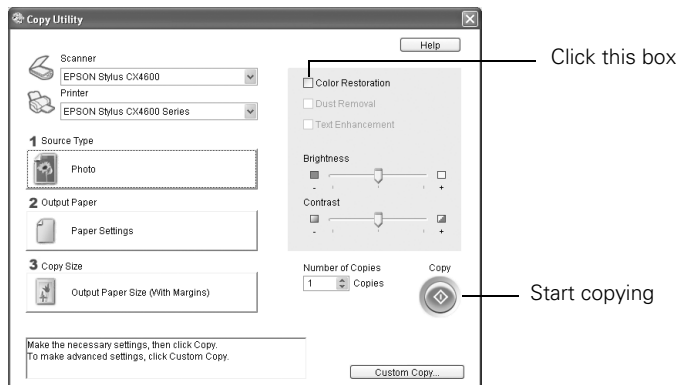 Copy Utility
Help
Scanner
EPSON Stylus CX4600
Printer
EPSON Stylus CX4600 Series
1 Source Type
Photo
2 Output Paper
Paper Settings
3 Copy Size
Output Paper Size (With Margins)
Make the necessary settings, then click Copy.
To make advanced settings, click Custom Copy.
Color Restoration
Dust Removal
Text Enhancement
Brightness
- +
Contrast
- +
Number of Copies
1 Copies
Copy
Custom Copy...
Click this box
Start copying